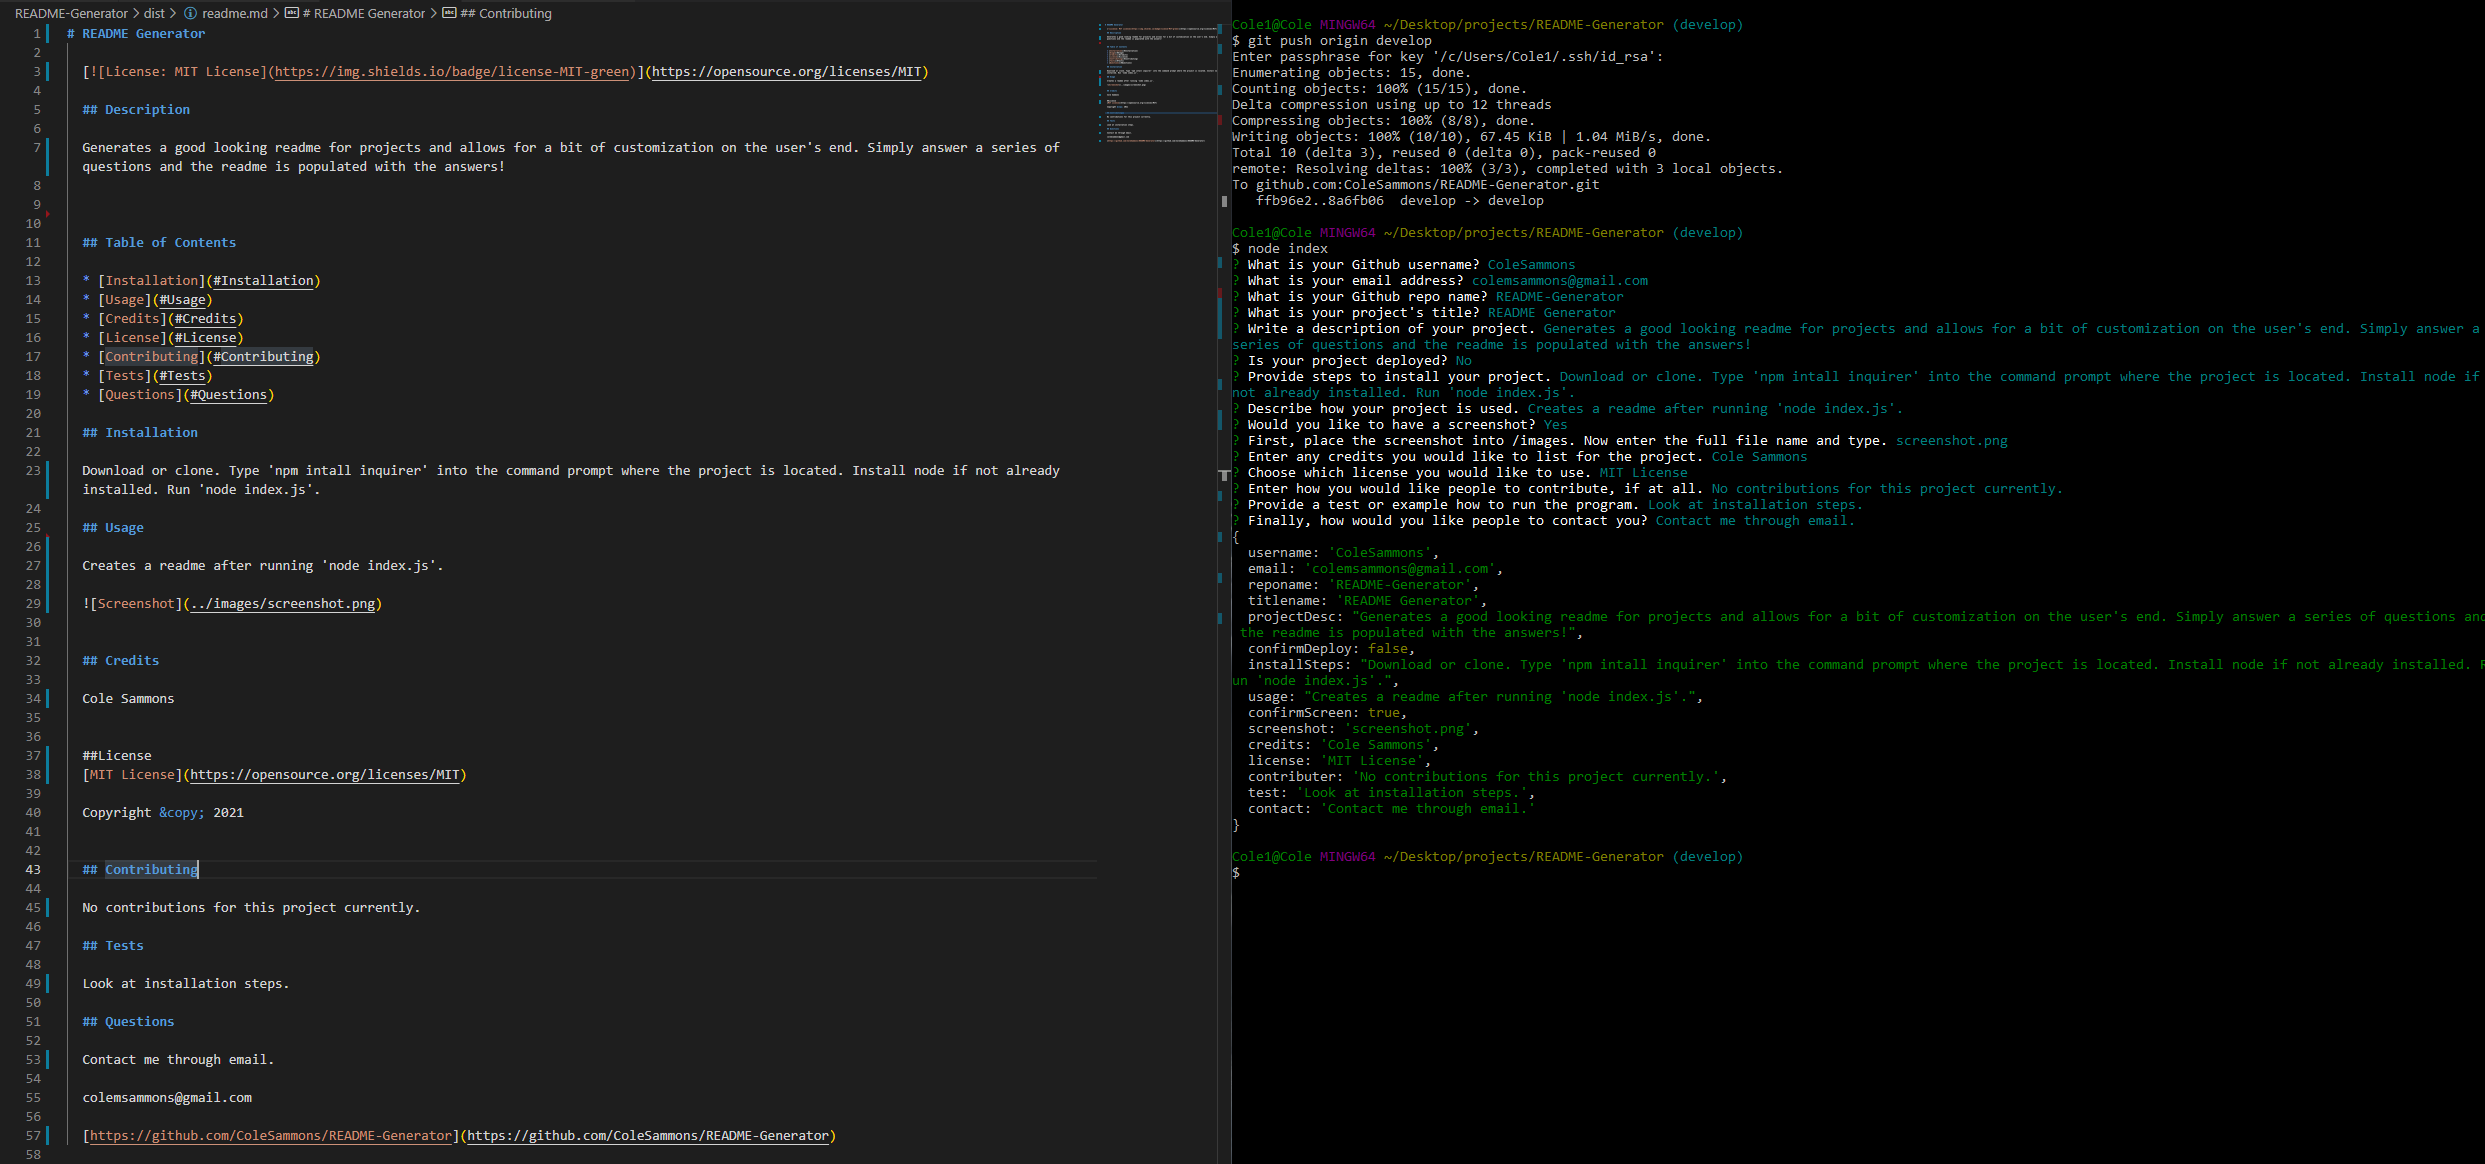 README-Generator > dist > readme.md > # README Generator > ## Contributing
1 # README Generator
2
3 [![License: MIT License](https://img.shields.io/badge/license-MIT-green)](https://opensource.org/licenses/MIT)
4
5 ## Description
6
7 Generates a good looking readme for projects and allows for a bit of customization on the user's end. Simply answer a series of
questions and the readme is populated with the answers!
8
9
10
11 ## Table of Contents
12
13 * [Installation](#Installation)
14 * [Usage](#Usage)
15 * [Credits](#Credits)
16 * [License](#License)
17 * [Contributing](#Contributing)
18 * [Tests](#Tests)
19 * [Questions](#Questions)
20
21 ## Installation
22
23 Download or clone. Type 'npm intall inquirer' into the command prompt where the project is located. Install node if not already
installed. Run 'node index.js'.
24
25 ## Usage
26
27 Creates a readme after running 'node index.js'.
28
29 ![Screenshot](../images/screenshot.png)
30
31
32 ## Credits
33
34 Cole Sammons
35
36
37 ##License
38 [MIT License](https://opensource.org/licenses/MIT)
39
40 Copyright &copy; 2021
41
42
43 ## Contributing
44
45 No contributions for this project currently.
46
47 ## Tests
48
49 Look at installation steps.
50
51 ## Questions
52
53 Contact me through email.
54
55 colemsammons@gmail.com
56
57 [https://github.com/ColeSammons/README-Generator](https://github.com/ColeSammons/README-Generator)
58
Cole1@Cole MINGW64 ~/Desktop/projects/README-Generator (develop)
$ git push origin develop
Enter passphrase for key '/c/Users/Cole1/.ssh/id_rsa':
Enumerating objects: 15, done.
Counting objects: 100% (15/15), done.
Delta compression using up to 12 threads
Compressing objects: 100% (8/8), done.
Writing objects: 100% (10/10), 67.45 KiB | 1.04 MiB/s, done.
Total 10 (delta 3), reused 0 (delta 0), pack-reused 0
remote: Resolving deltas: 100% (3/3), completed with 3 local objects.
To github.com:ColeSammons/README-Generator.git
ffb96e2..8a6fb06 develop -> develop
Cole1@Cole MINGW64 ~/Desktop/projects/README-Generator (develop)
$ node index
? What is your Github username? ColeSammons
? What is your email address? colemsammons@gmail.com
? What is your Github repo name? README-Generator
? What is your project's title? README Generator
? Write a description of your project. Generates a good looking readme for projects and allows for a bit of customization on the user's end. Simply answer a
series of questions and the readme is populated with the answers!
? Is your project deployed? No
? Provide steps to install your project. Download or clone. Type 'npm intall inquirer' into the command prompt where the project is located. Install node if
not already installed. Run 'node index.js'.
? Describe how your project is used. Creates a readme after running 'node index.js'.
? Would you like to have a screenshot? Yes
? First, place the screenshot into /images. Now enter the full file name and type. screenshot.png
? Enter any credits you would like to list for the project. Cole Sammons
? Choose which license you would like to use. MIT License
? Enter how you would like people to contribute, if at all. No contributions for this project currently.
? Provide a test or example how to run the program. Look at installation steps.
? Finally, how would you like people to contact you? Contact me through email.
{
username: 'ColeSammons',
email: 'colemsammons@gmail.com',
reponame: 'README-Generator',
titlename: 'README Generator',
projectDesc: "Generates a good looking readme for projects and allows for a bit of customization on the user's end. Simply answer a series of questions and
the readme is populated with the answers!",
confirmDeploy: false,
installSteps: "Download or clone. Type 'npm intall inquirer' into the command prompt where the project is located. Install node if not already installed. R
un 'node index.js'.",
usage: "Creates a readme after running 'node index.js'.",
confirmScreen: true,
screenshot: 'screenshot.png',
credits: 'Cole Sammons',
license: 'MIT License',
contributer: 'No contributions for this project currently.',
test: 'Look at installation steps.',
contact: 'Contact me through email.'
}
Cole1@Cole MINGW64 ~/Desktop/projects/README-Generator (develop)
$